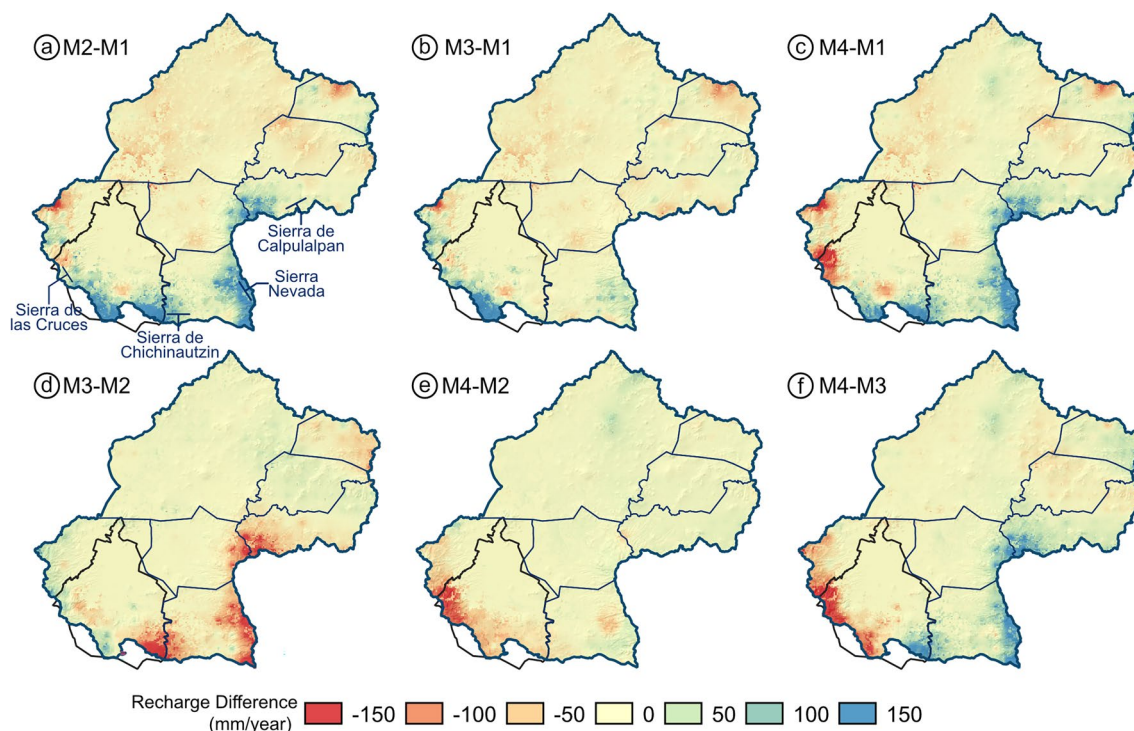 a M2-M1
b M3-M1
c M4-M1
Sierra de
Calpulalpan
Sierra
Nevada
Sierra de
las Cruces
Sierra de
Chichinautzin
d M3-M2
e M4-M2
f M4-M3
Recharge Difference
(mm/year)
-150 -100 -50 0 50 100 150